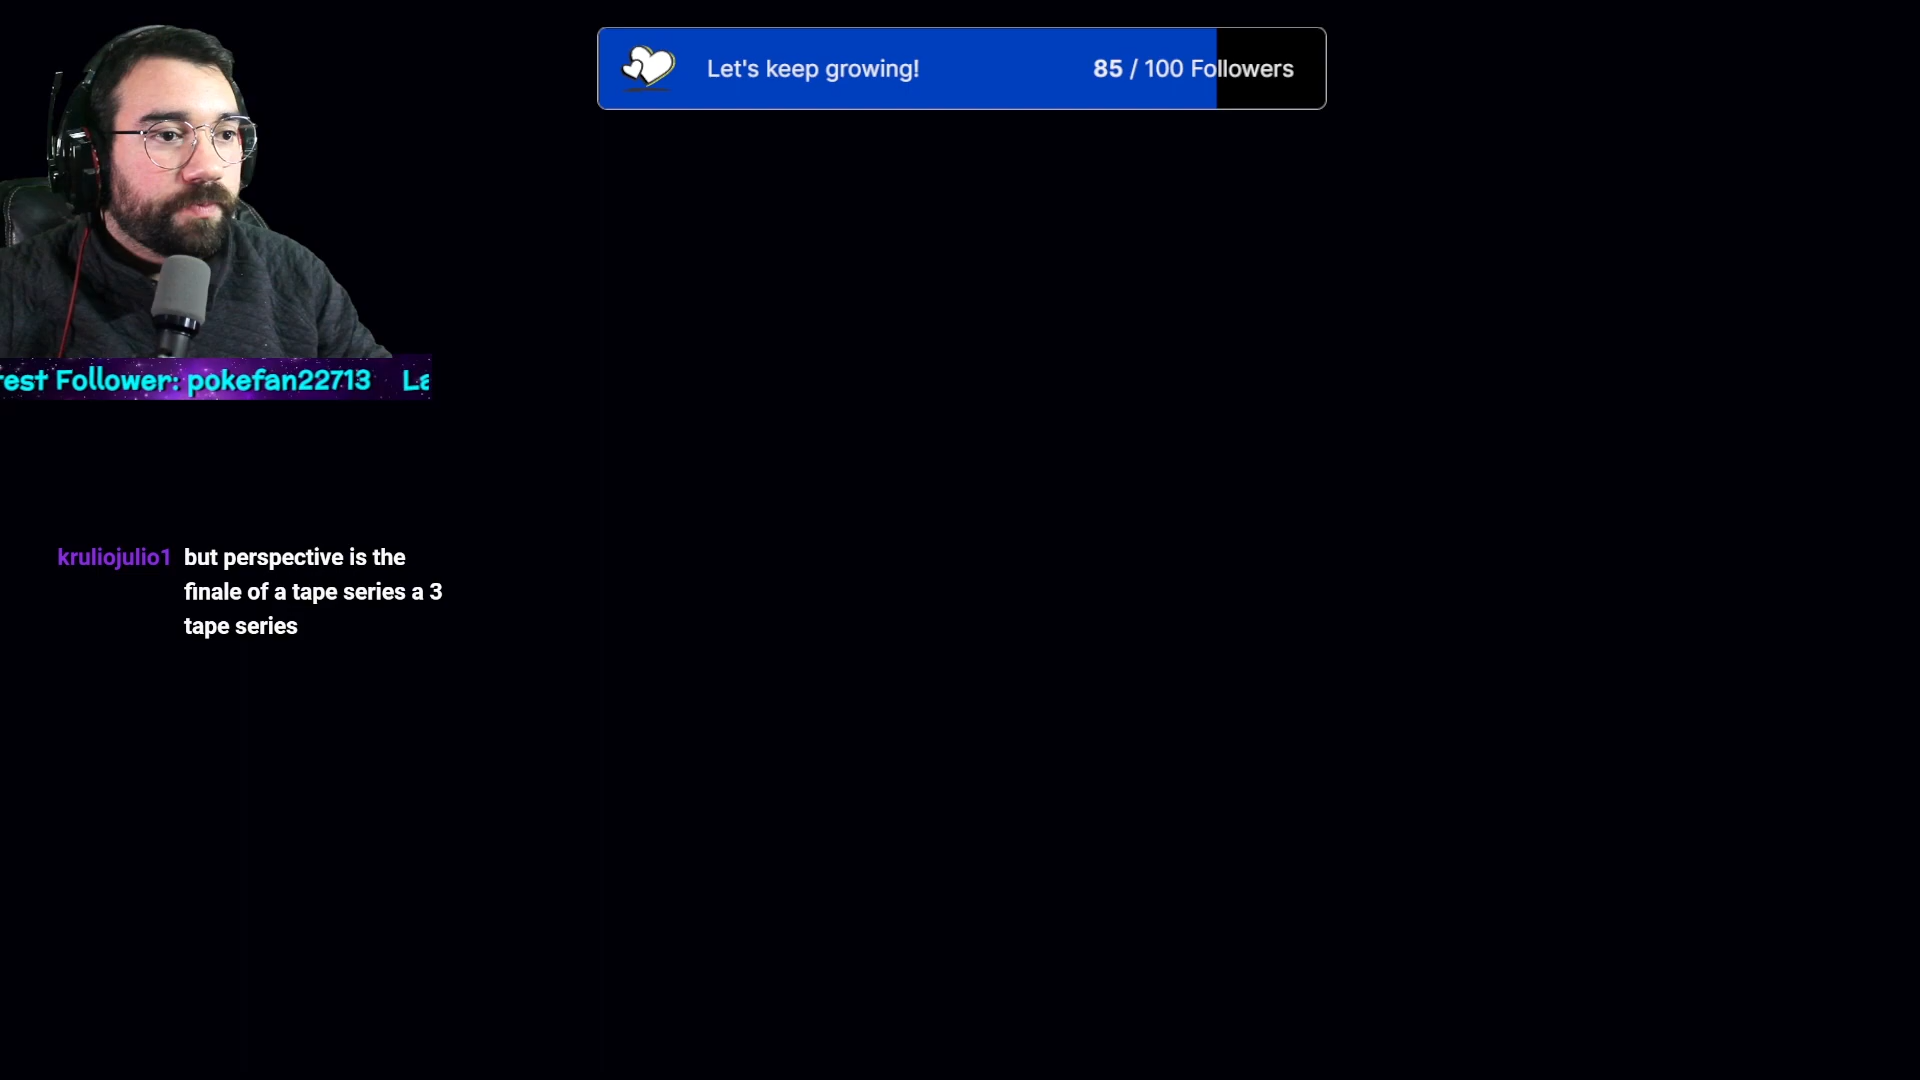 Let's keep growing!
85 / 100 Followers
Follower: pokefan22713
kruliojulio1 but perspective is the
finale of a tape series a 3
tape series